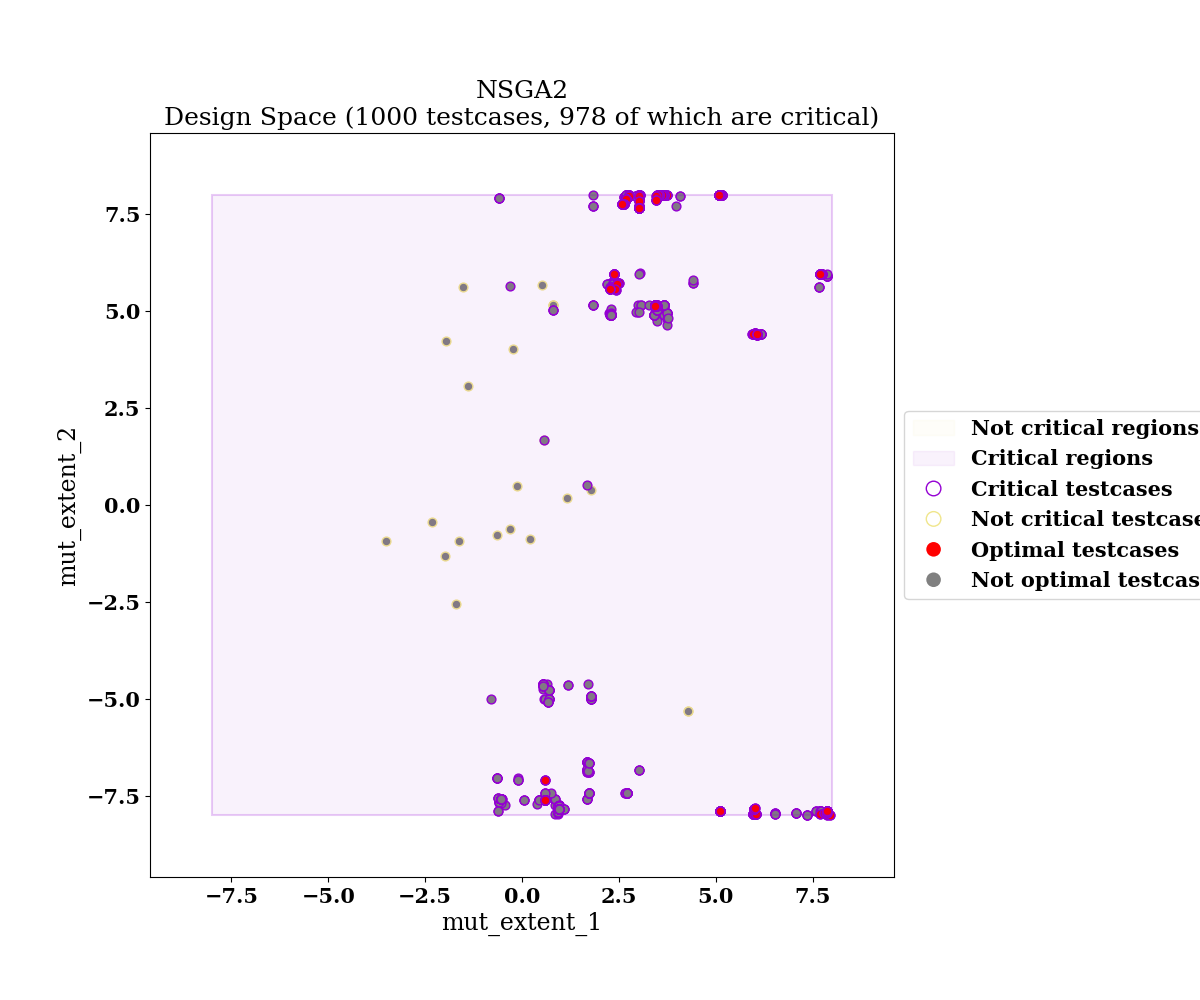 NSGA2
Design Space (1000 testcases, 978 of which are critical)
7.5
5.0
2.5
0.0
−2.5
−5.0
−7.5
mut_extent_2
−7.5 −5.0 −2.5 0.0 2.5 5.0 7.5
mut_extent_1
Not critical regions
Critical regions
Critical testcases
Not critical testcase
Optimal testcases
Not optimal testcas